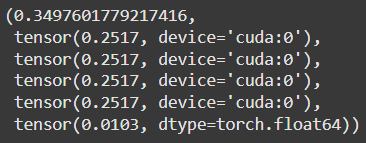 (0.3497601779217416,
 tensor(0.2517, device='cuda:0'),
 tensor(0.2517, device='cuda:0'),
 tensor(0.2517, device='cuda:0'),
 tensor(0.2517, device='cuda:0'),
 tensor(0.0103, dtype=torch.float64))